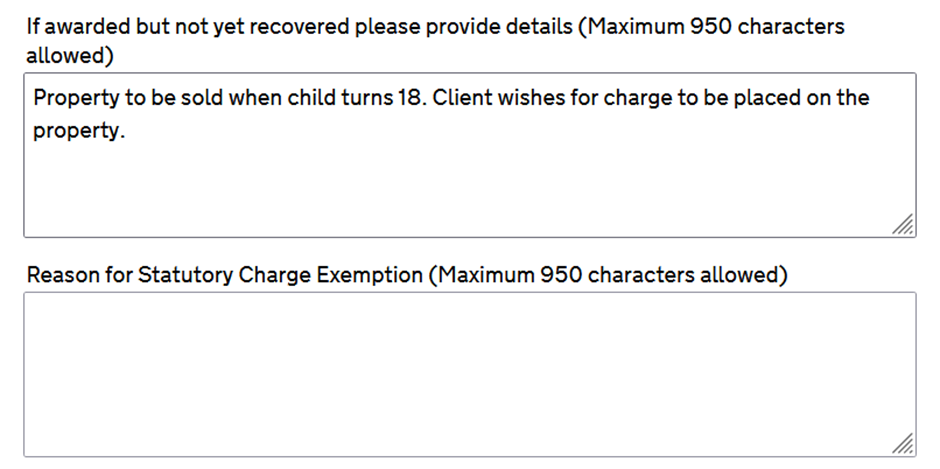 If awarded but not yet recovered please provide details (Maximum 950 characters
allowed)
Property to be sold when child turns 18. Client wishes for charge to be placed on the
property.
Reason for Statutory Charge Exemption (Maximum 950 characters allowed)